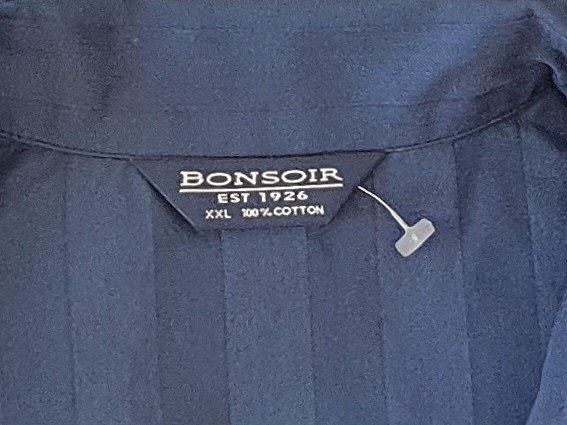 BONSOIR
EST 1926
XXL 100% COTTON